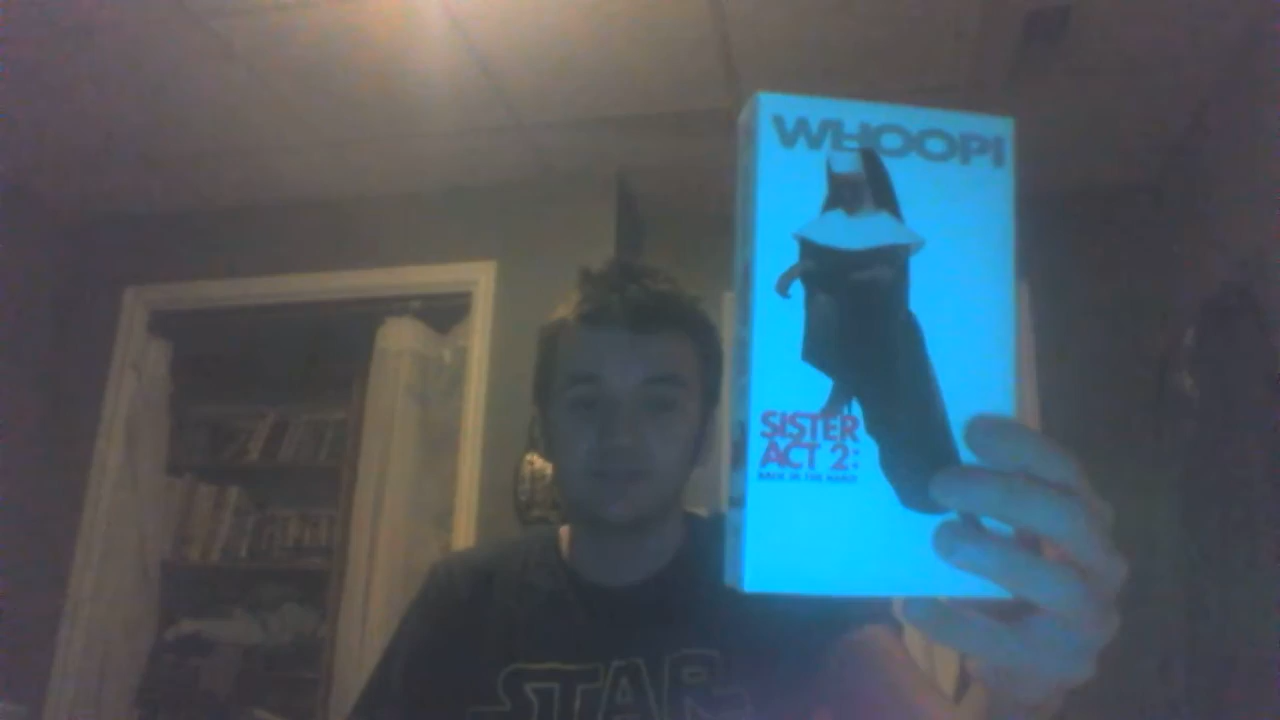 WHOOPI
SISTER
ACT 2:
BACK IN THE HABIT
STAR